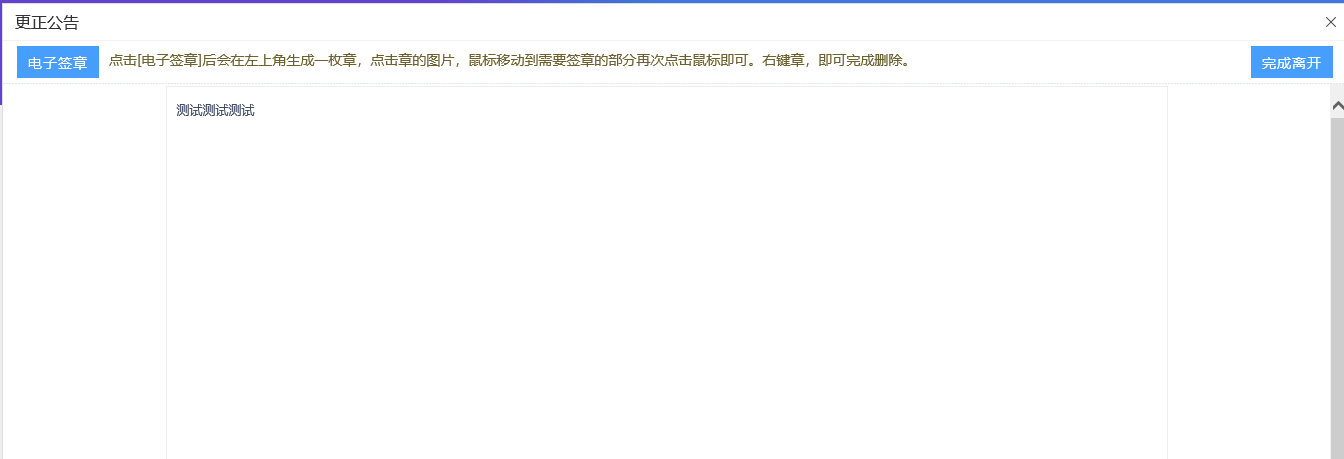 更正公告
电子签章 点击[电子签章]后会在左上角生成一枚章，点击章的图片，鼠标移动到需要签章的部分再次点击鼠标即可。右键章，即可完成删除。 完成离开
测试测试测试